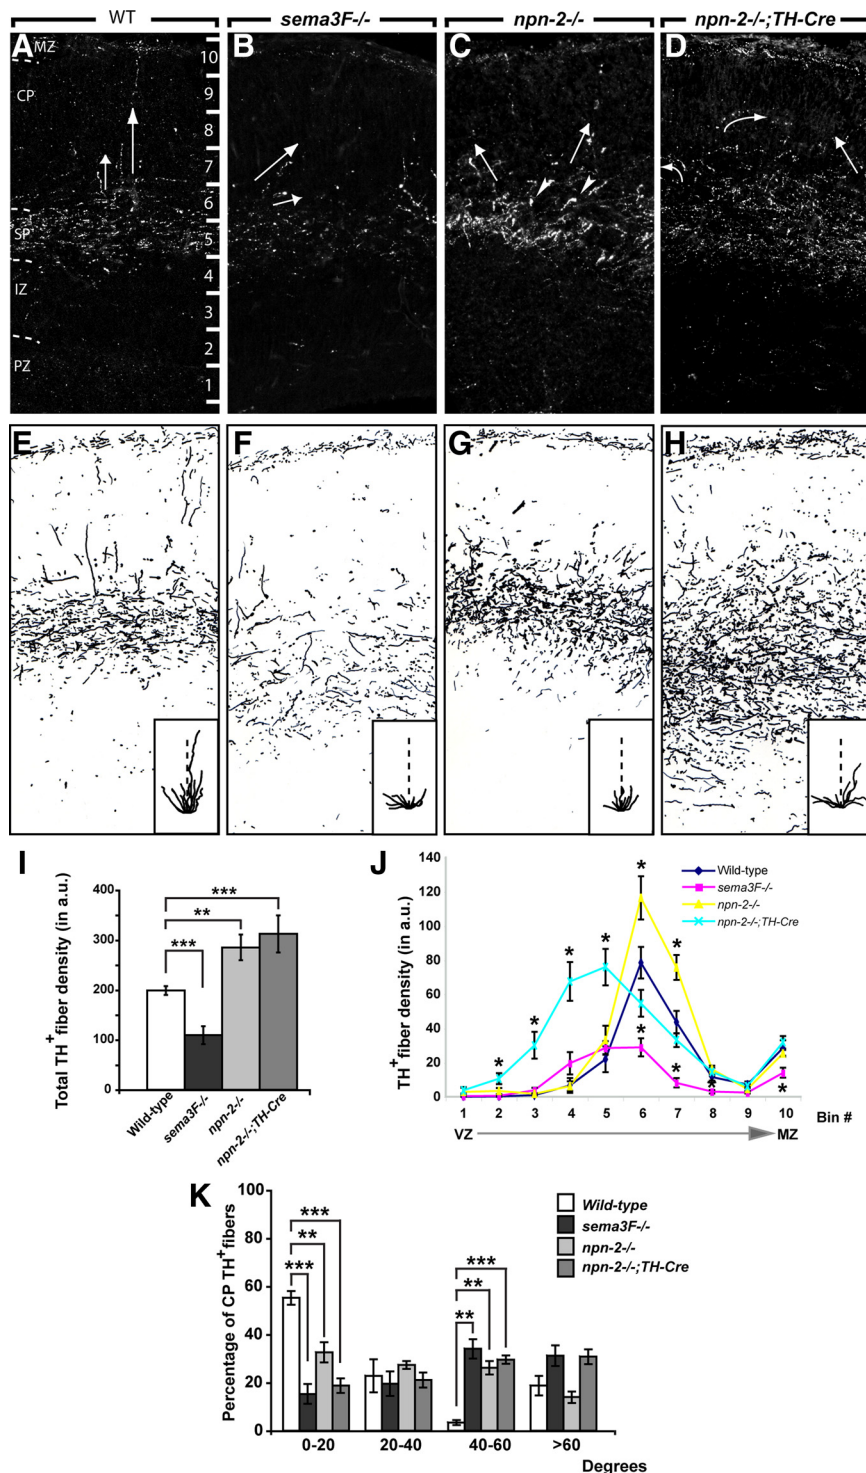 WT sema3F-/- npn-2-/- npn-2-/-;TH-Cre
A B C D
MZ
CP
SP
IZ
PZ
10
9
8
7
6
5
4
3
2
1
E F G H
I
Total TH+ fiber density (in a.u.)
400
300
200
100
0
***
**
***
Wild-type
sema3F-/-
npn-2-/-
npn-2-/-;TH-Cre
J
TH+ fiber density (in a.u.)
140
120
100
80
60
40
20
0
Wild-type
sema3F-/-
npn-2-/-
npn-2-/-;TH-Cre
* * * * * * * * * * *
1 2 3 4 5 6 7 8 9 10 Bin #
VZ MZ
K
Percentage of CP TH+ fibers
100
80
60
40
20
0
***
**
***
***
**
**
Wild-type
sema3F-/-
npn-2-/-
npn-2-/-;TH-Cre
0-20 20-40 40-60 >60
Degrees